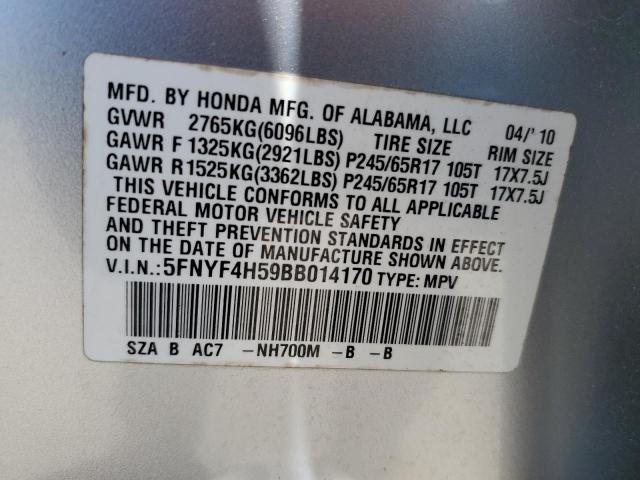 MFD. BY HONDA MFG. OF ALABAMA, LLC 04/' 10
GVWR 2765KG(6096LBS) TIRE SIZE RIM SIZE
GAWR F 1325KG(2921LBS) P245/65R17 105T 17X7.5J
GAWR R 1525KG(3362LBS) P245/65R17 105T 17X7.5J
THIS VEHICLE CONFORMS TO ALL APPLICABLE
FEDERAL MOTOR VEHICLE SAFETY
AND THEFT PREVENTION STANDARDS IN EFFECT
ON THE DATE OF MANUFACTURE SHOWN ABOVE.
V.I.N.:5FNYF4H59BB014170 TYPE: MPV
SZA B AC7 -NH700M -B -B